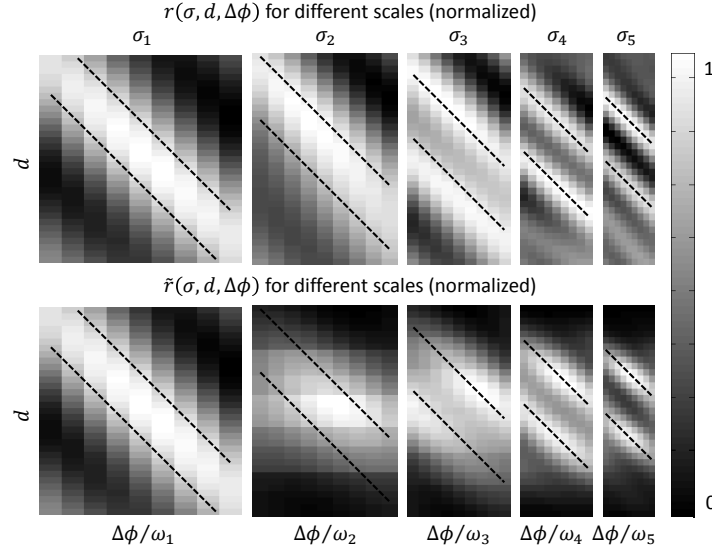 r(σ, d, Δϕ) for different scales (normalized)
σ₁ σ₂ σ₃ σ₄ σ₅
1
d
r̃(σ, d, Δϕ) for different scales (normalized)
d
0
Δϕ/ω₁ Δϕ/ω₂ Δϕ/ω₃ Δϕ/ω₄ Δϕ/ω₅